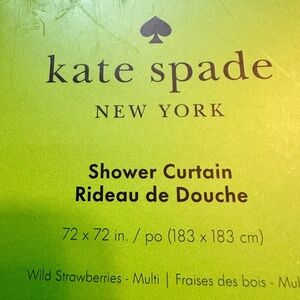 kate spade
NEW YORK
Shower Curtain
Rideau de Douche
72 x 72 in. / po (183 x 183 cm)
Wild Strawberries - Multi | Fraises des bois -